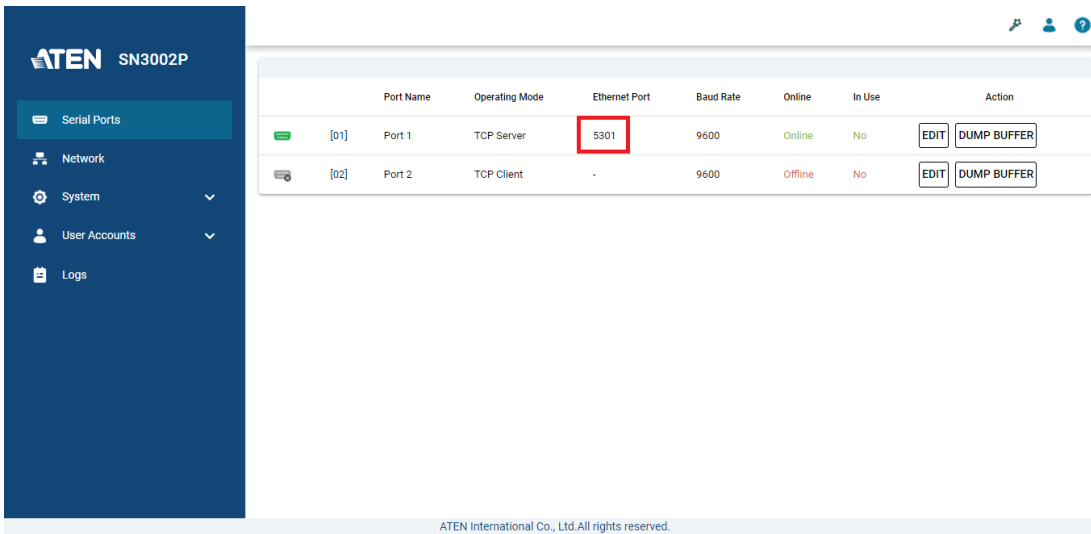 ATEN SN3002P
Serial Ports
Network
System
User Accounts
Logs
Port Name Operating Mode Ethernet Port Baud Rate Online In Use Action
[01] Port 1 TCP Server 5301 9600 Online No EDIT DUMP BUFFER
[02] Port 2 TCP Client - 9600 Offline No EDIT DUMP BUFFER
ATEN International Co., Ltd.All rights reserved.